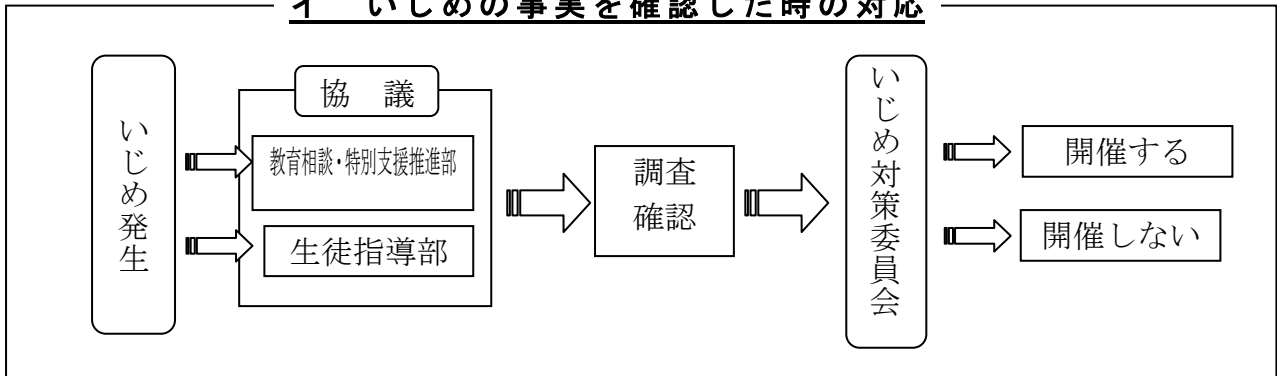 イ いじめの事実を確認した時の対応
いじめ発生
協 議
教育相談・特別支援推進部
生徒指導部
調査
確認
いじめ対策委員会
開催する
開催しない